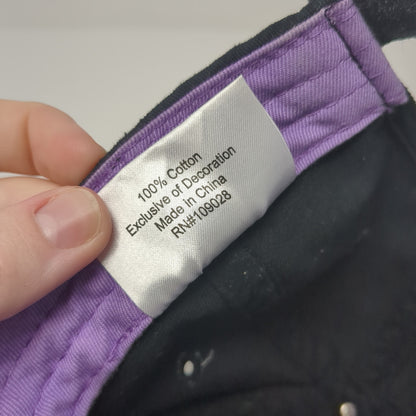 100% Cotton
Exclusive of Decoration
Made in China
RN#109028